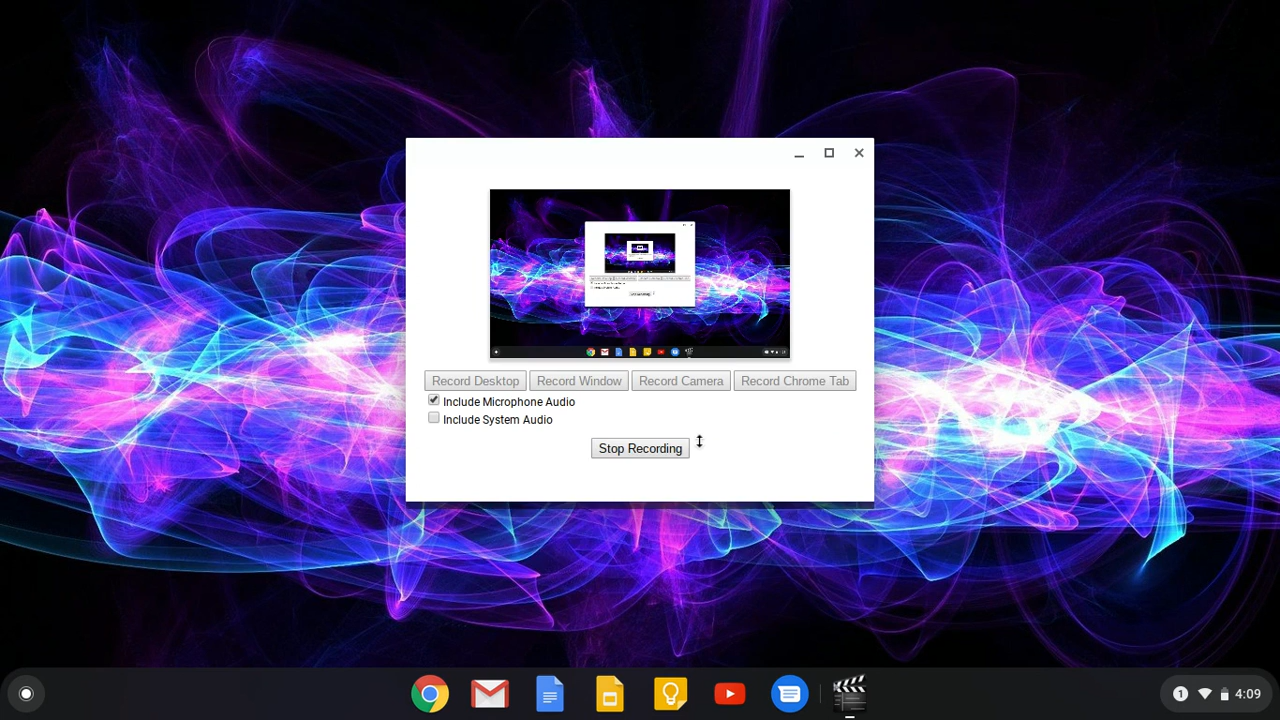 Record Desktop Record Window Record Camera Record Chrome Tab
Include Microphone Audio
Include System Audio
Stop Recording
1 4:09